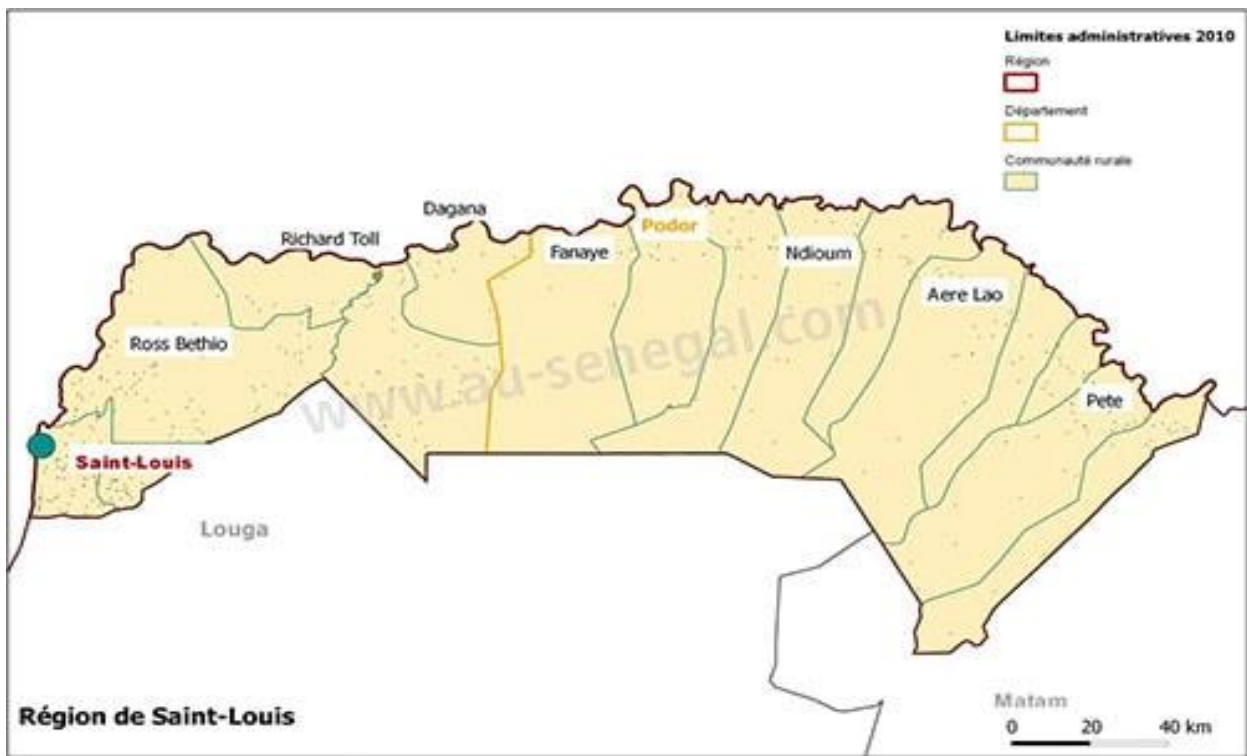 Limites administratives 2010
Région
Département
Communauté rurale
Dagana
Richard Toll
Podor
Fanaye
Ndioum
Aere Lao
Ross Bethio
www.au-senegal.com
Pete
Saint-Louis
Louga
Matam
Région de Saint-Louis
0 20 40 km